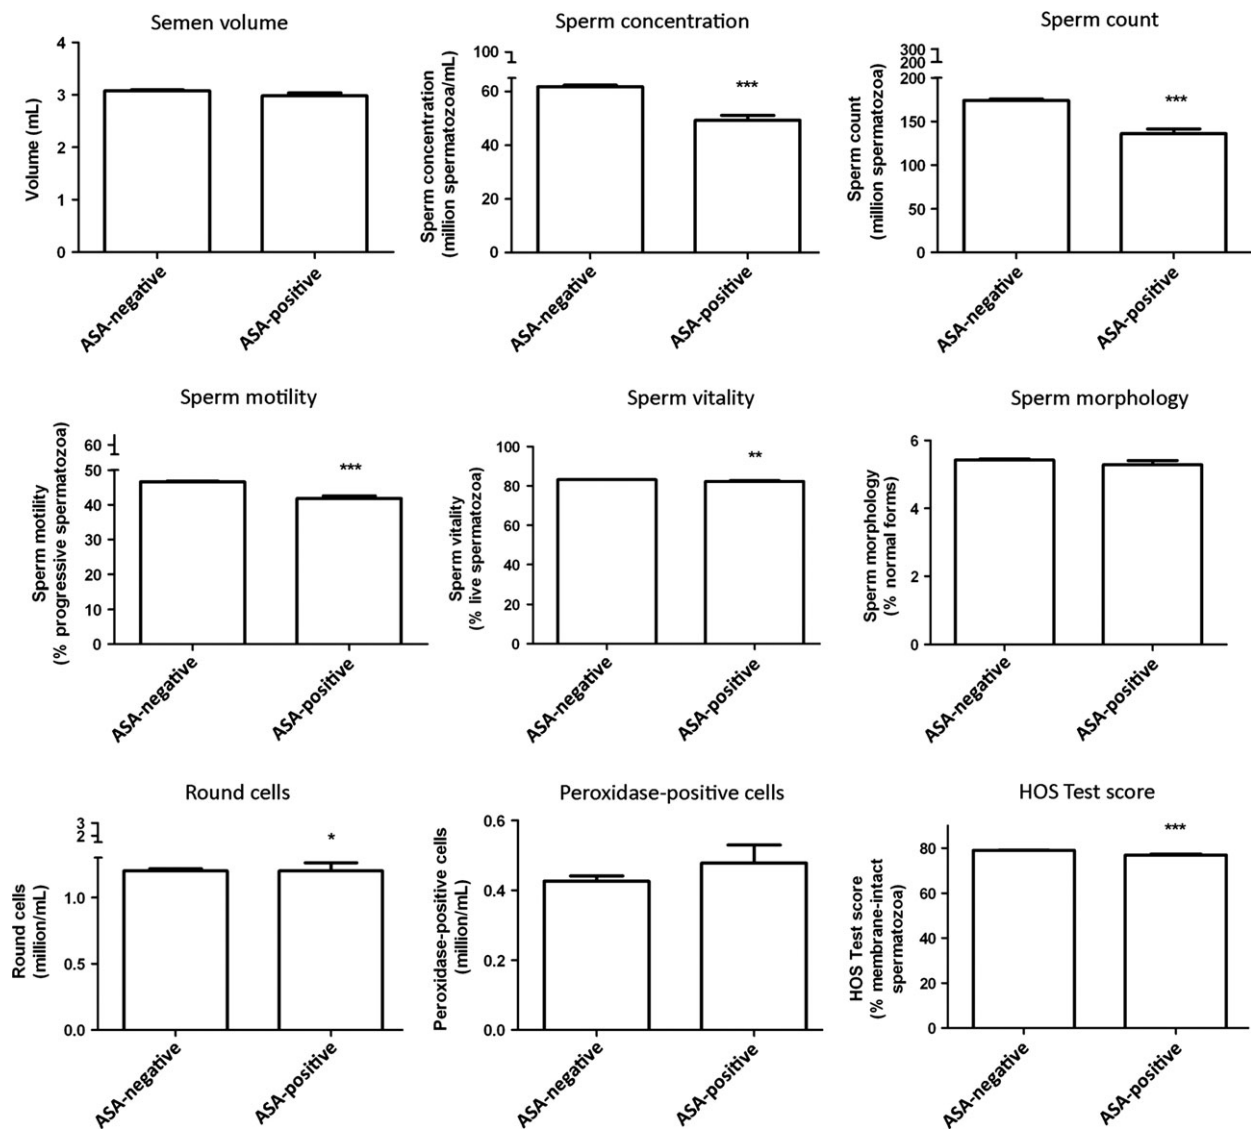 Semen volume
Volume (mL)
4
3
2
1
0
ASA-negative
ASA-positive
Sperm concentration
Sperm concentration
(million spermatozoa/mL)
100
60
40
20
0
***
ASA-negative
ASA-positive
Sperm count
Sperm count
(million spermatozoa)
300
200
200
150
100
50
0
***
ASA-negative
ASA-positive
Sperm motility
Sperm motility
(% progressive spermatozoa)
60
50
40
30
20
10
0
***
ASA-negative
ASA-positive
Sperm vitality
Sperm vitality
(% live spermatozoa)
100
80
60
40
20
0
**
ASA-negative
ASA-positive
Sperm morphology
Sperm morphology
(% normal forms)
6
4
2
0
ASA-negative
ASA-positive
Round cells
Round cells
(million/mL)
3
2
1.0
0.5
0.0
*
ASA-negative
ASA-positive
Peroxidase-positive cells
Peroxidase-positive cells
(million/mL)
0.6
0.4
0.2
0.0
ASA-negative
ASA-positive
HOS Test score
HOS Test score
(% membrane-intact
spermatozoa)
80
60
40
20
0
***
ASA-negative
ASA-positive